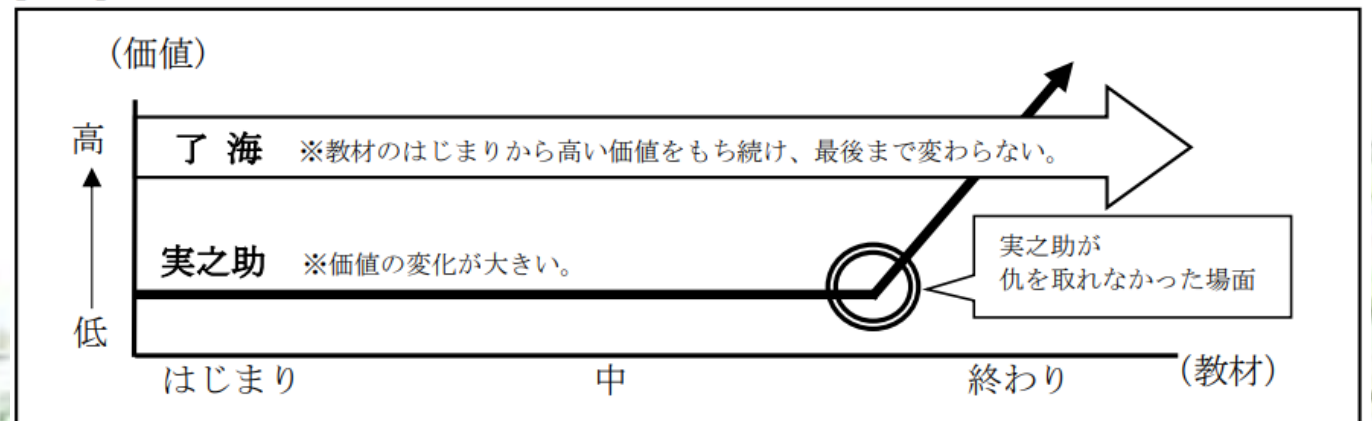 （価値）
高
了 海 ※教材のはじまりから高い価値をもち続け、最後まで変わらない。
実之助 ※価値の変化が大きい。
実之助が
仇を取れなかった場面
低
はじまり 中 終わり （教材）